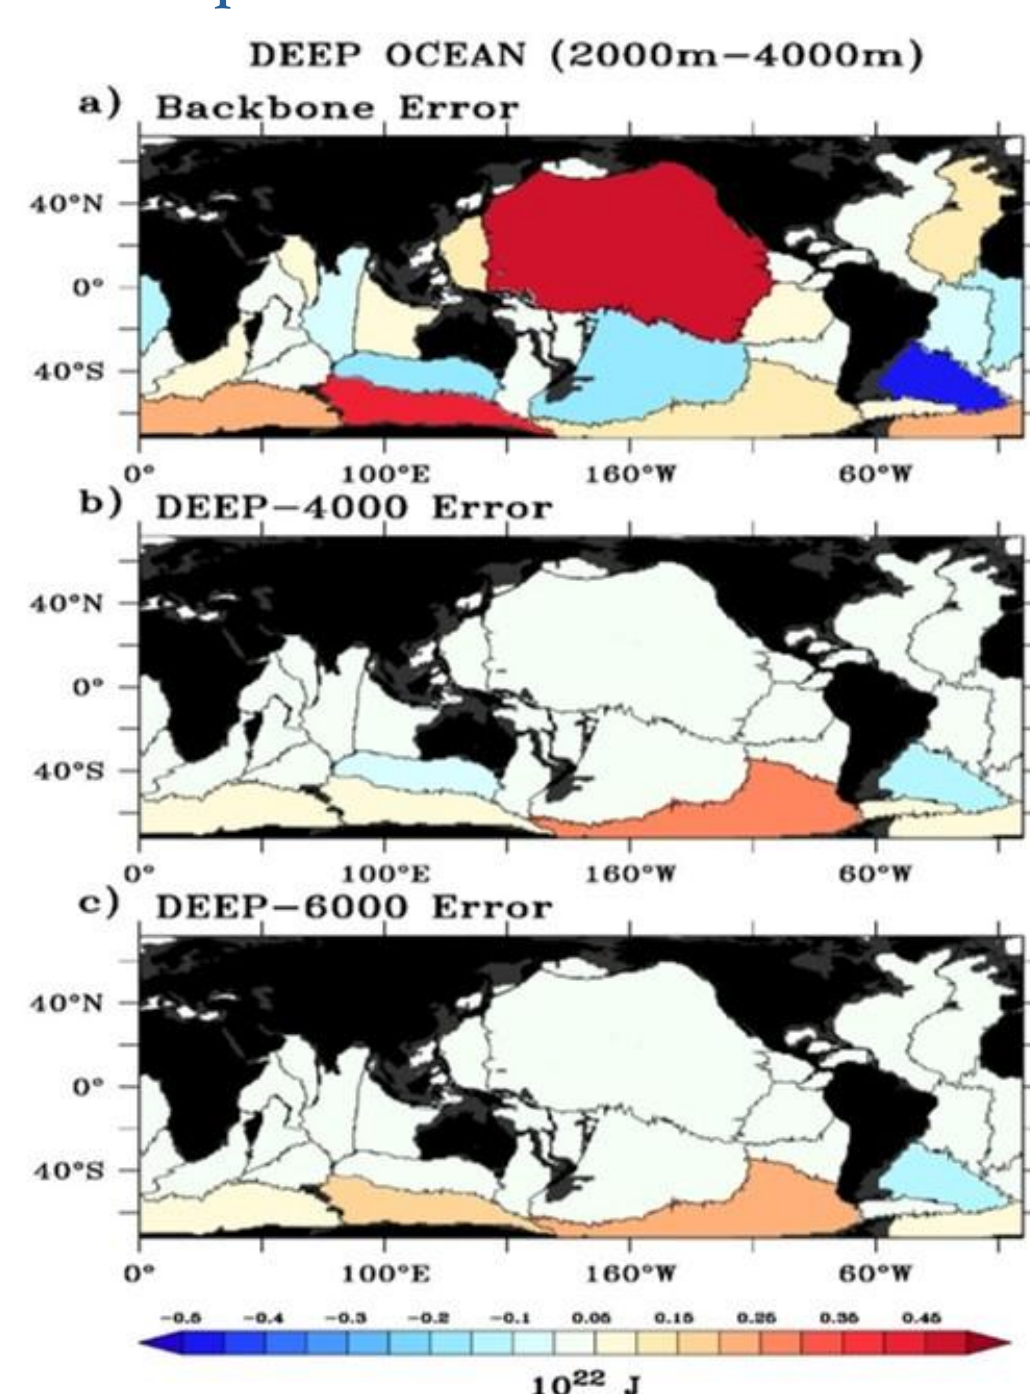 DEEP OCEAN (2000m−4000m)
a) Backbone Error
40°N
0°
40°S
0° 100°E 160°W 60°W
b) DEEP−4000 Error
40°N
0°
40°S
0° 100°E 160°W 60°W
c) DEEP−6000 Error
40°N
0°
40°S
0° 100°E 160°W 60°W
−0.5 −0.4 −0.3 −0.2 −0.1 0.05 0.15 0.25 0.35 0.45
10²² J